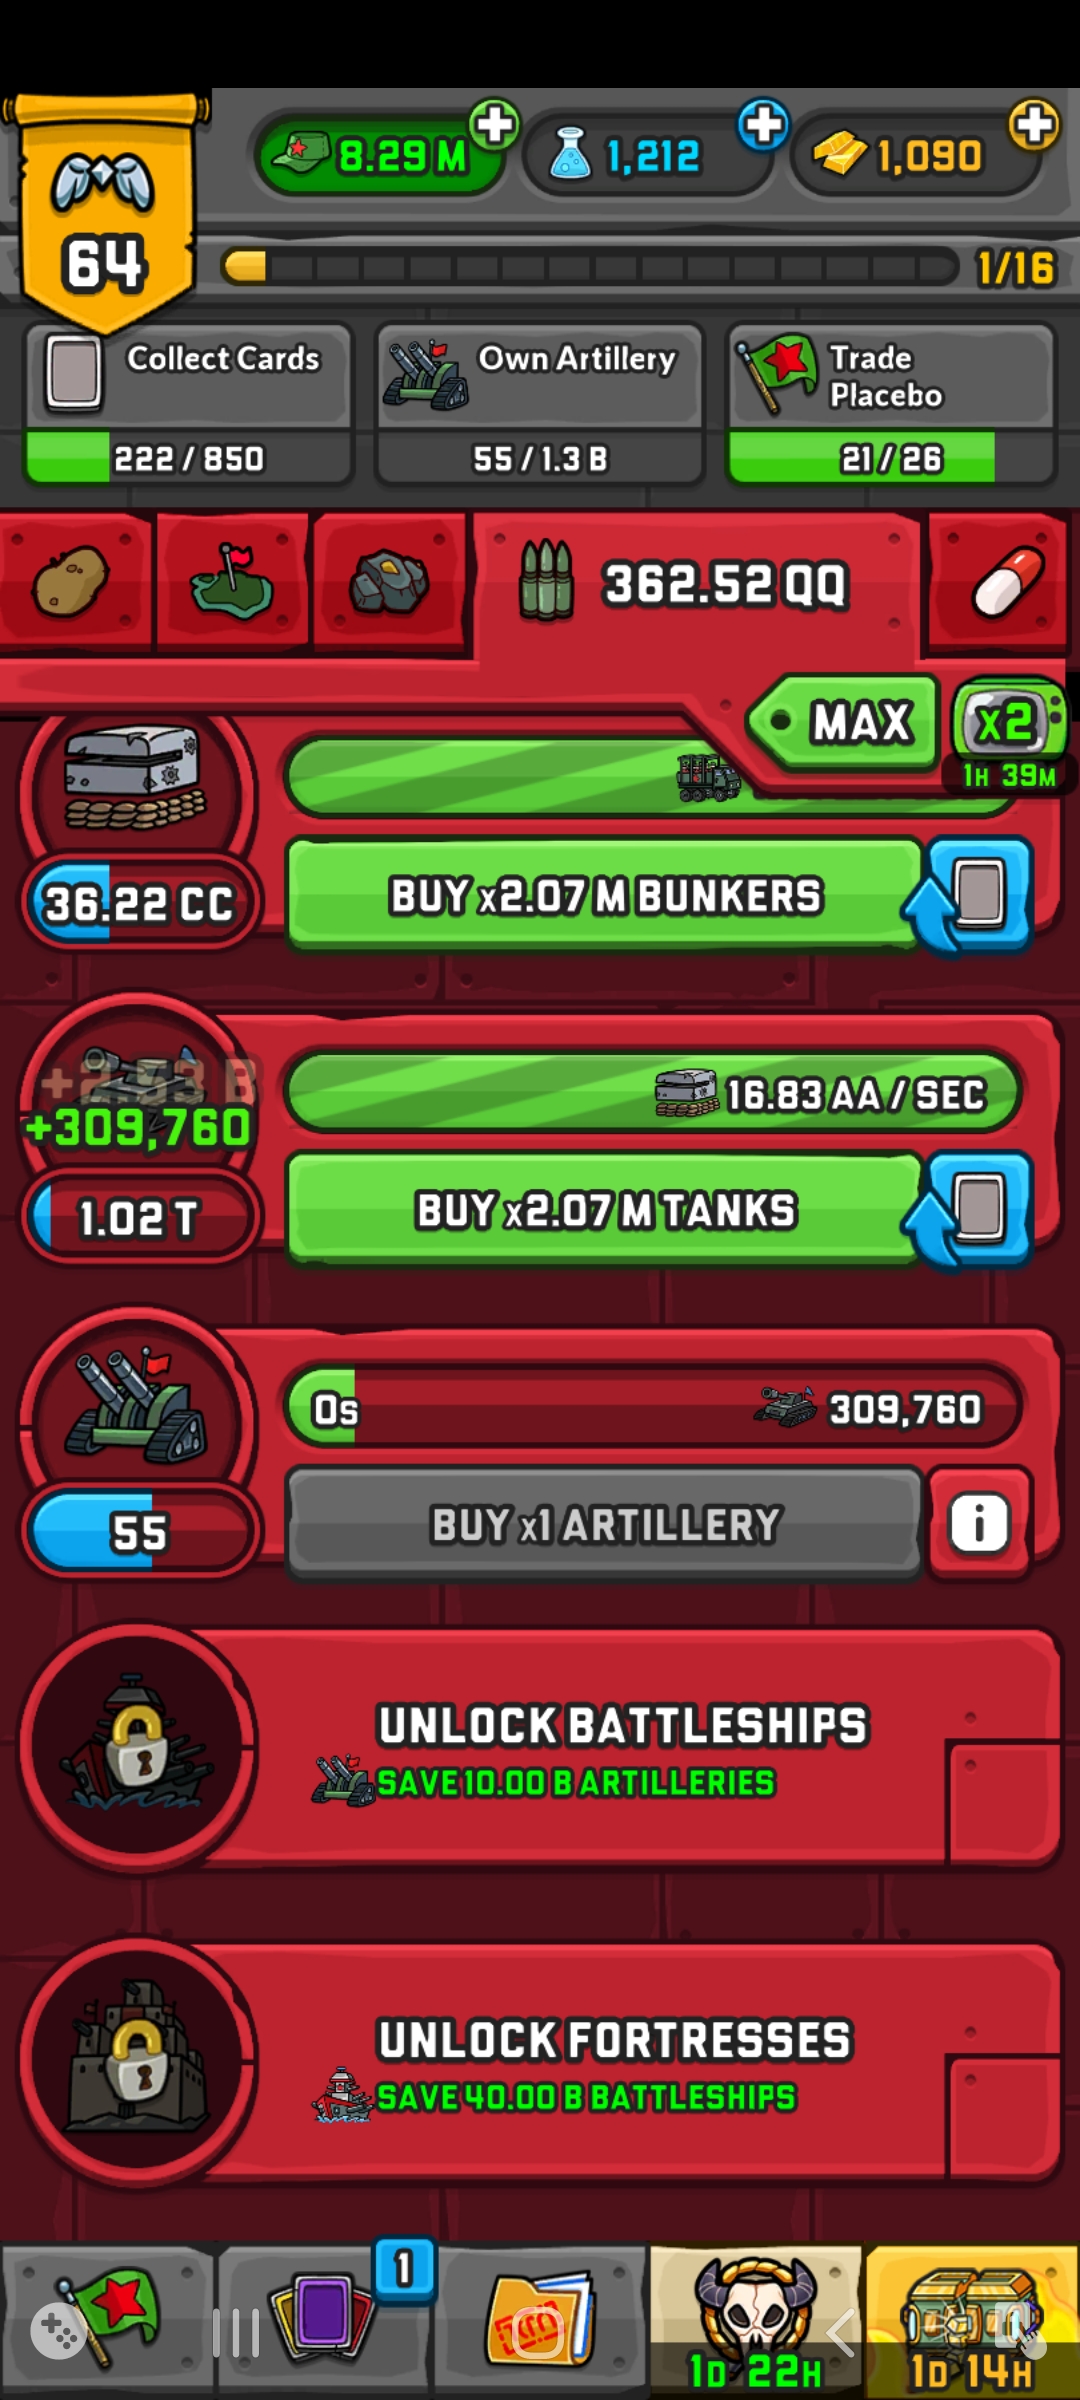 8.29 M
1,212
1,090
64
1/16
Collect Cards
222 / 850
Own Artillery
55 / 1.3 B
Trade
Placebo
21 / 26
362.52 QQ
MAX
x2
1H 39M
36.22 CC
BUY x2.07 M BUNKERS
+2.53 B
+309,760
16.83 AA / SEC
1.02 T
BUY x2.07 M TANKS
0s
309,760
55
BUY x1 ARTILLERY
i
UNLOCK BATTLESHIPS
SAVE 10.00 B ARTILLERIES
UNLOCK FORTRESSES
SAVE 40.00 B BATTLESHIPS
1
1D 22H
1D 14H